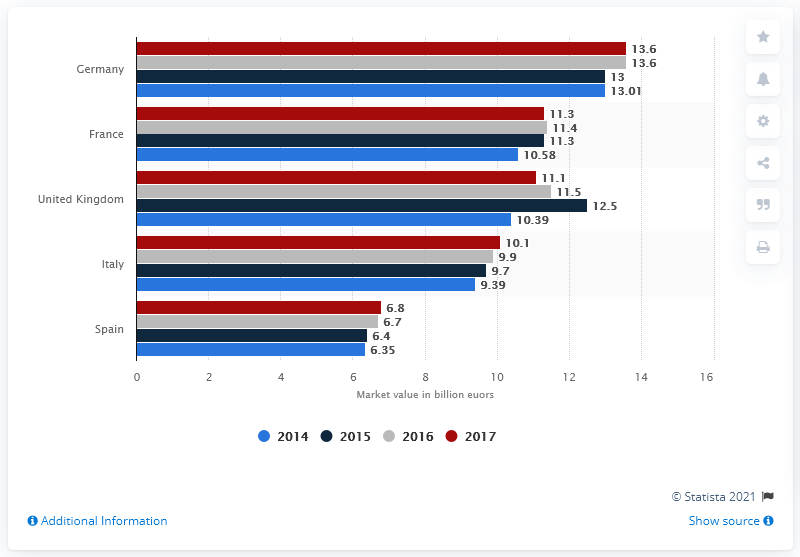 Germany
13.6
13.6
13
13.01
France
11.3
11.4
11.3
10.58
United Kingdom
11.1
11.5
12.5
10.39
Italy
10.1
9.9
9.7
9.39
Spain
6.8
6.7
6.4
6.35
0 2 4 6 8 10 12 14 16
Market value in billion euors
2014 2015 2016 2017
© Statista 2021
Additional Information Show source